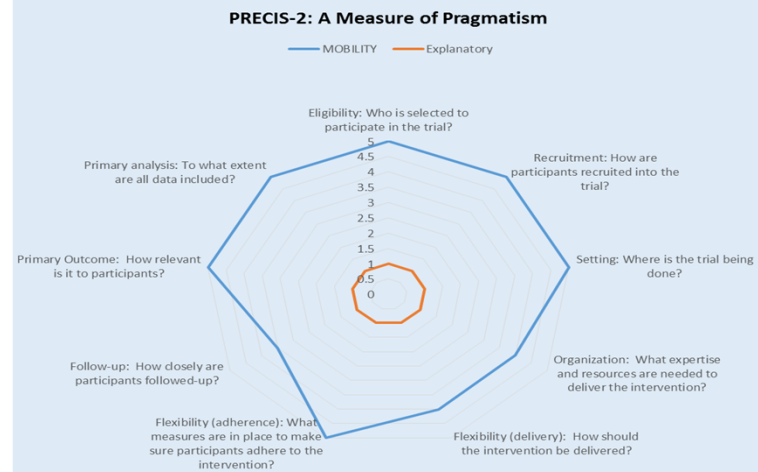 PRECIS-2: A Measure of Pragmatism
MOBILITY
Explanatory
Eligibility: Who is selected to
participate in the trial?
5
4.5
4
3.5
3
2.5
2
1.5
1
0.5
0
Recruitment: How are
participants recruited into the
trial?
Setting: Where is the trial being
done?
Organization: What expertise
and resources are needed to
deliver the intervention?
Flexibility (delivery): How should
the intervention be delivered?
Flexibility (adherence): What
measures are in place to make
sure participants adhere to the
intervention?
Follow-up: How closely are
participants followed-up?
Primary Outcome: How relevant
is it to participants?
Primary analysis: To what extent
are all data included?